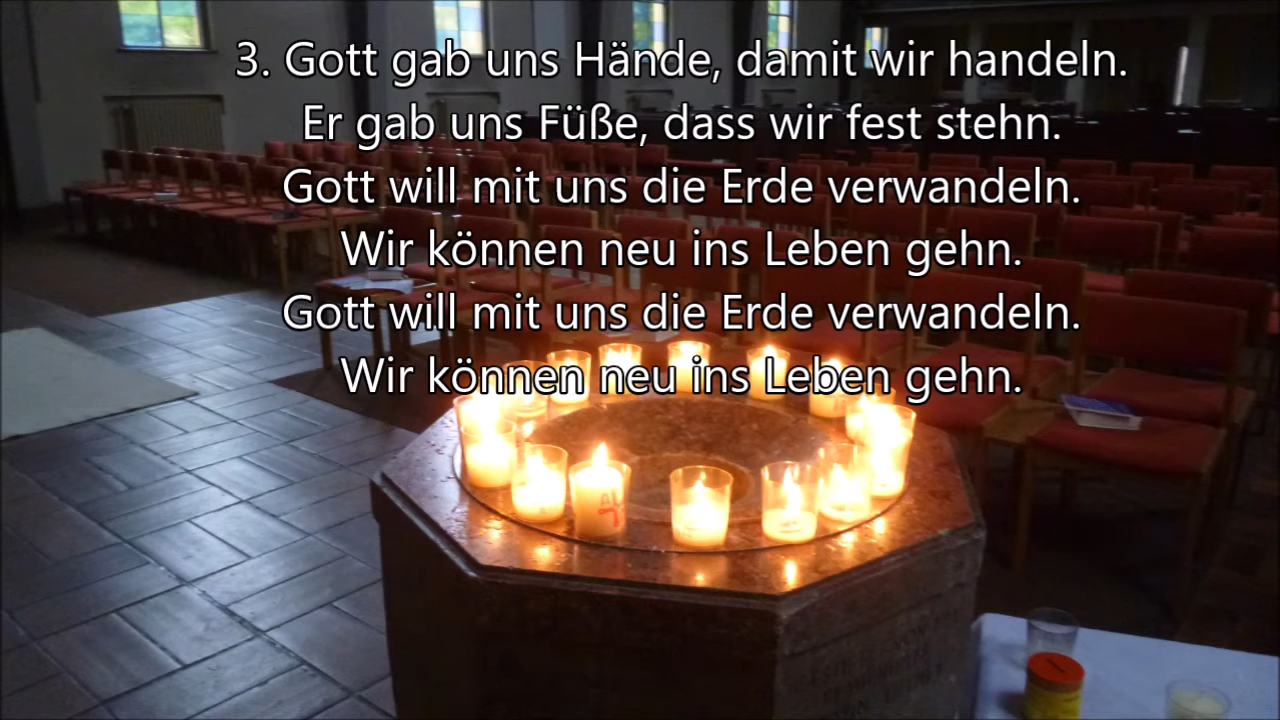 3. Gott gab uns Hände, damit wir handeln.
Er gab uns Füße, dass wir fest stehn.
Gott will mit uns die Erde verwandeln.
Wir können neu ins Leben gehn.
Gott will mit uns die Erde verwandeln.
Wir können neu ins Leben gehn.